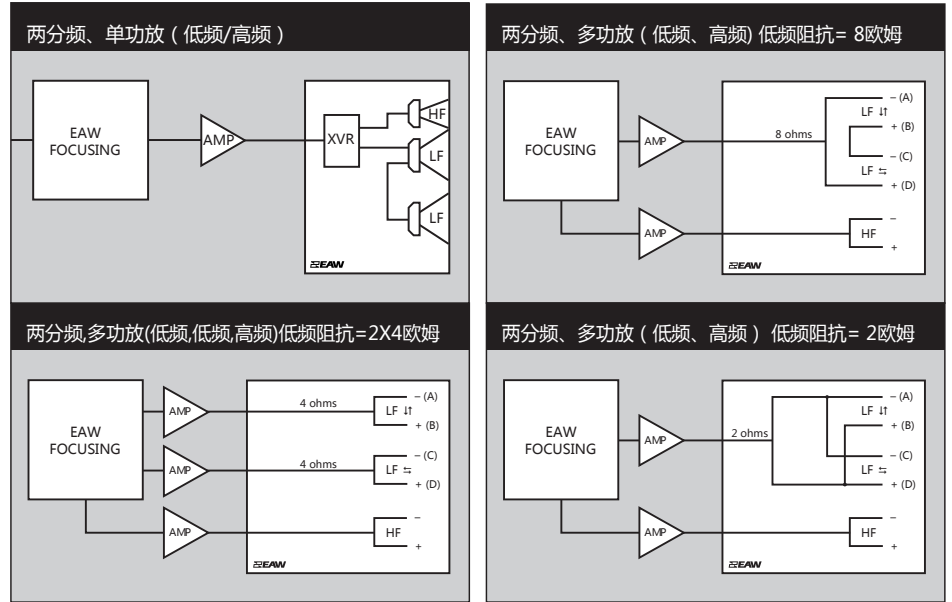 两分频、单功放（低频/高频）
EAW
FOCUSING
AMP
XVR
HF
LF
LF
EAW
两分频、多功放（低频、高频) 低频阻抗= 8欧姆
EAW
FOCUSING
AMP
8 ohms
– (A)
LF ↓↑
+ (B)
– (C)
LF ⇆
+ (D)
AMP
–
HF
+
EAW
两分频,多功放(低频,低频,高频)低频阻抗=2X4欧姆
EAW
FOCUSING
AMP
4 ohms
– (A)
LF ↓↑
+ (B)
AMP
4 ohms
– (C)
LF ⇆
+ (D)
AMP
–
HF
+
EAW
两分频、多功放（低频、高频） 低频阻抗= 2欧姆
EAW
FOCUSING
AMP
2 ohms
– (A)
LF ↓↑
+ (B)
– (C)
LF ⇆
+ (D)
AMP
–
HF
+
EAW